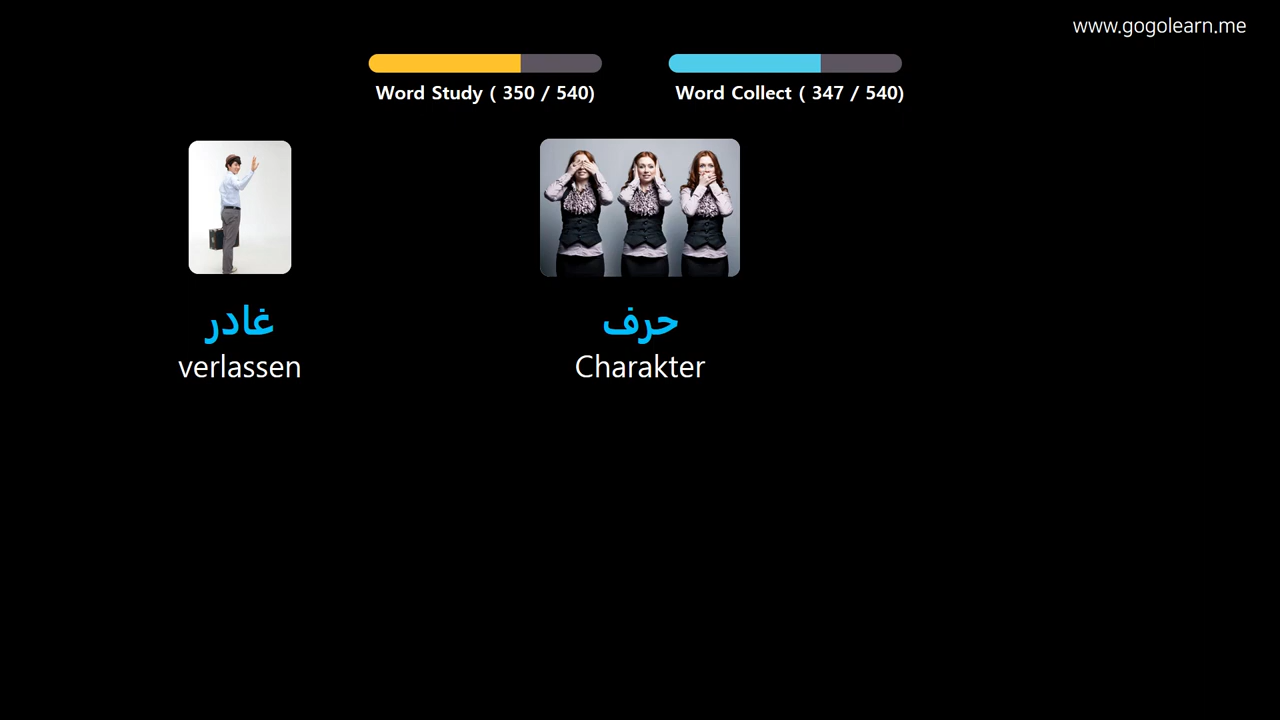 www.gogolearn.me
Word Study ( 350 / 540)
Word Collect ( 347 / 540)
غادر
verlassen
حرف
Charakter